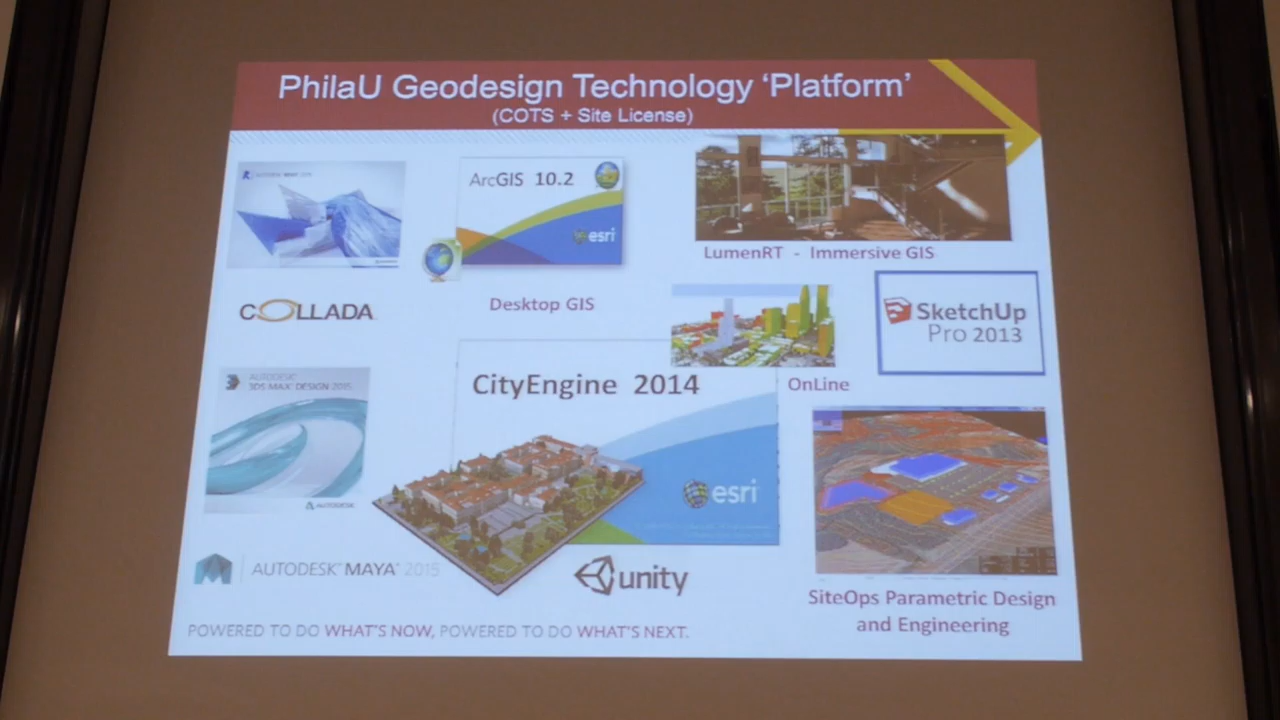 PhilaU Geodesign Technology ‘Platform’
(COTS + Site License)
ArcGIS 10.2
esri
LumenRT - Immersive GIS
COLLADA
Desktop GIS
SketchUp
Pro 2013
OnLine
AUTODESK
3DS MAX DESIGN 2015
CityEngine 2014
esri
AUTODESK
AUTODESK MAYA 2015
unity
SiteOps Parametric Design
and Engineering
POWERED TO DO WHAT'S NOW, POWERED TO DO WHAT'S NEXT.